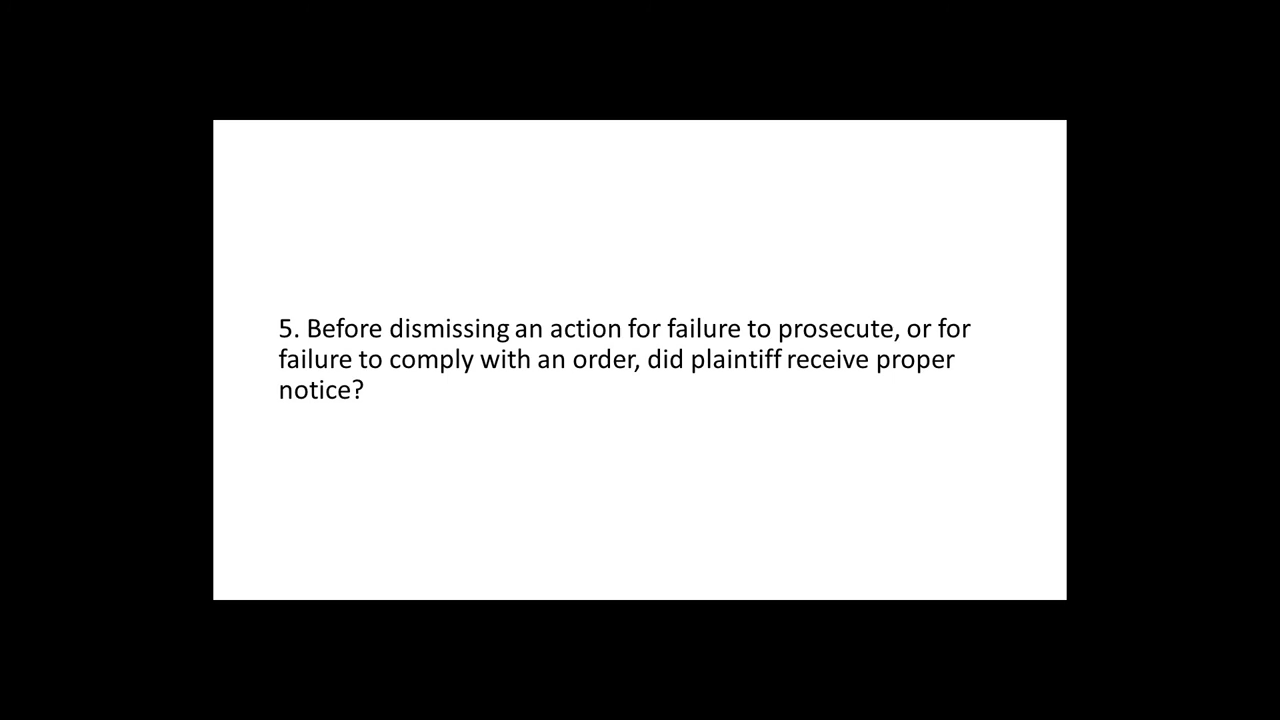 5. Before dismissing an action for failure to prosecute, or for
failure to comply with an order, did plaintiff receive proper
notice?